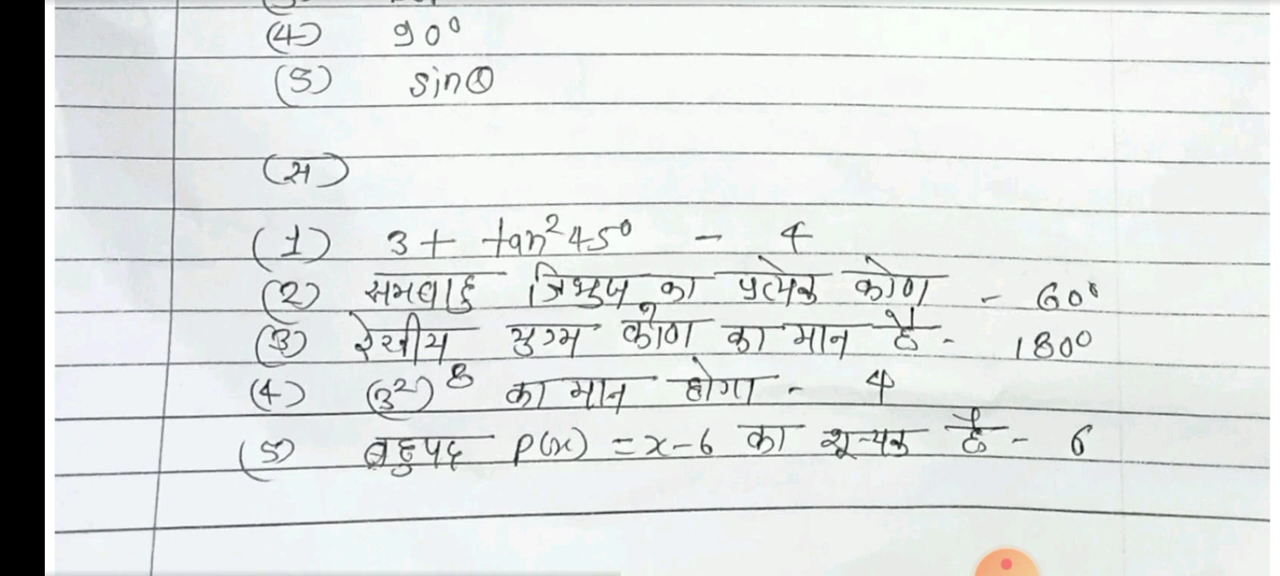 (4) 90°
(5) sinθ
(स)
(1) 3 + tan²45° - 4
(2) समबाहु त्रिभुज का प्रत्येक कोण - 60°
(3) रेखीय युग्म कोण का मान है - 180°
(4) (3²)⁸ का मान होगा - 4
(5) बहुपद P(x) = x-6 का शून्यक है - 6